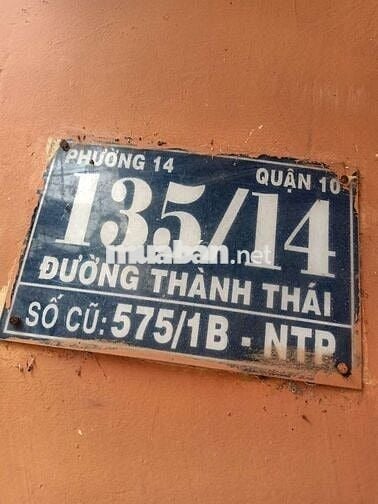 PHƯỜNG 14 QUẬN 10
135/14
muaban.net
ĐƯỜNG THÀNH THÁI
SỐ CŨ: 575/1B - NTP